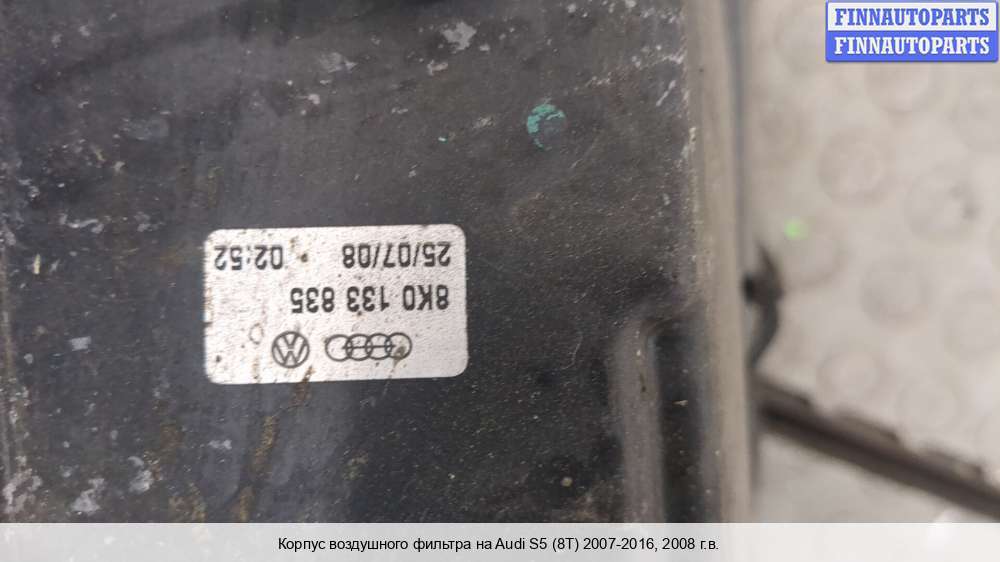 FINNAUTOPARTS
FINNAUTOPARTS
8K0 133 835
25/07/08 02:52
Корпус воздушного фильтра на Audi S5 (8T) 2007-2016, 2008 г.в.